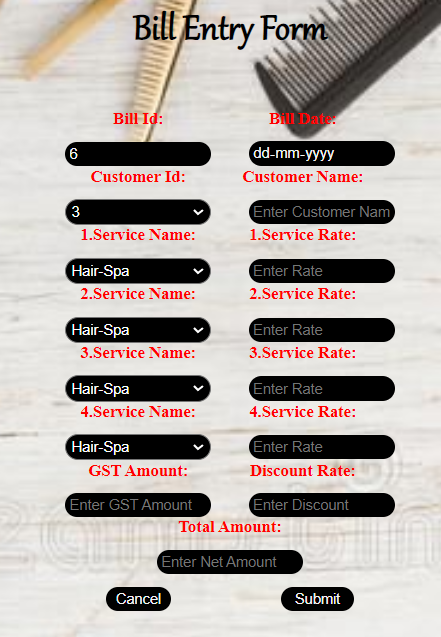 Bill Entry Form
Bill Id: Bill Date:
6 dd-mm-yyyy
Customer Id: Customer Name:
3 Enter Customer Nam
1.Service Name: 1.Service Rate:
Hair-Spa Enter Rate
2.Service Name: 2.Service Rate:
Hair-Spa Enter Rate
3.Service Name: 3.Service Rate:
Hair-Spa Enter Rate
4.Service Name: 4.Service Rate:
Hair-Spa Enter Rate
GST Amount: Discount Rate:
Enter GST Amount Enter Discount
Total Amount:
Enter Net Amount
Cancel Submit